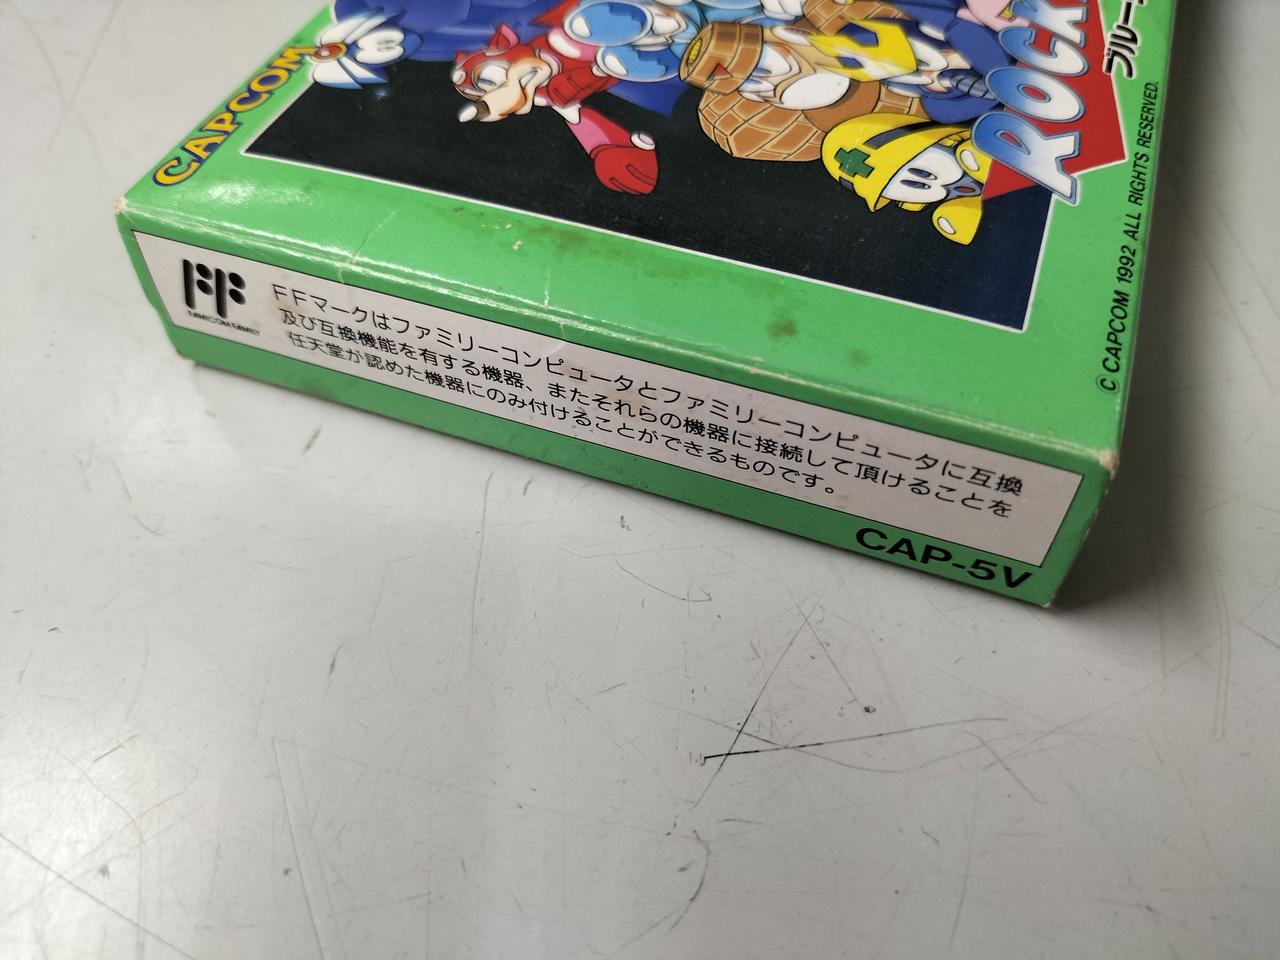 CAPCOM
ROCK
ブルー
© CAPCOM 1992 ALL RIGHTS RESERVED.
FF
FAMICOM FAMILY
FFマークはファミリーコンピュータとファミリーコンピュータに互換
及び互換機能を有する機器、またそれらの機器に接続して頂けることを
任天堂が認めた機器にのみ付けることができるものです。
CAP-5V